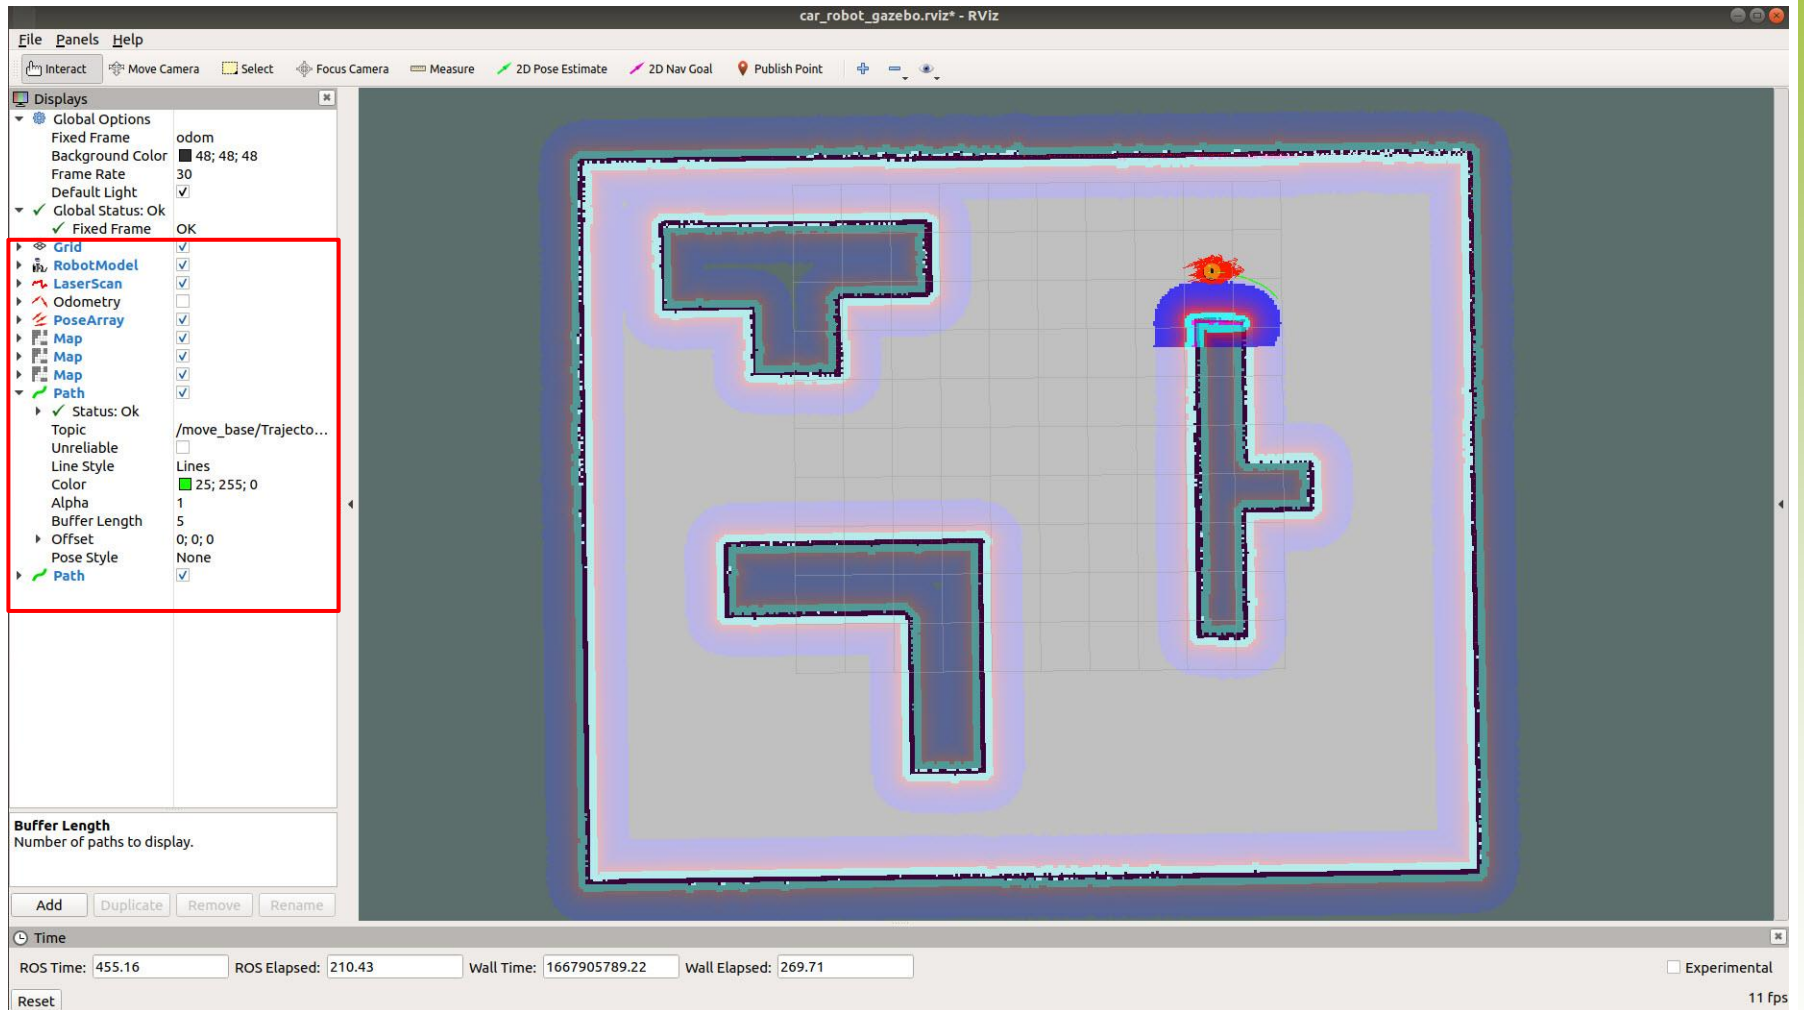 car_robot_gazebo.rviz* - RViz
File Panels Help
Interact Move Camera Select Focus Camera Measure 2D Pose Estimate 2D Nav Goal Publish Point
Displays
Global Options
Fixed Frame odom
Background Color 48; 48; 48
Frame Rate 30
Default Light
Global Status: Ok
Fixed Frame OK
Grid
RobotModel
LaserScan
Odometry
PoseArray
Map
Map
Map
Path
Status: Ok
Topic /move_base/Trajecto...
Unreliable
Line Style Lines
Color 25; 255; 0
Alpha 1
Buffer Length 5
Offset 0; 0; 0
Pose Style None
Path
Buffer Length
Number of paths to display.
Add Duplicate Remove Rename
Time
ROS Time: 455.16 ROS Elapsed: 210.43 Wall Time: 1667905789.22 Wall Elapsed: 269.71 Experimental
Reset 11 fps